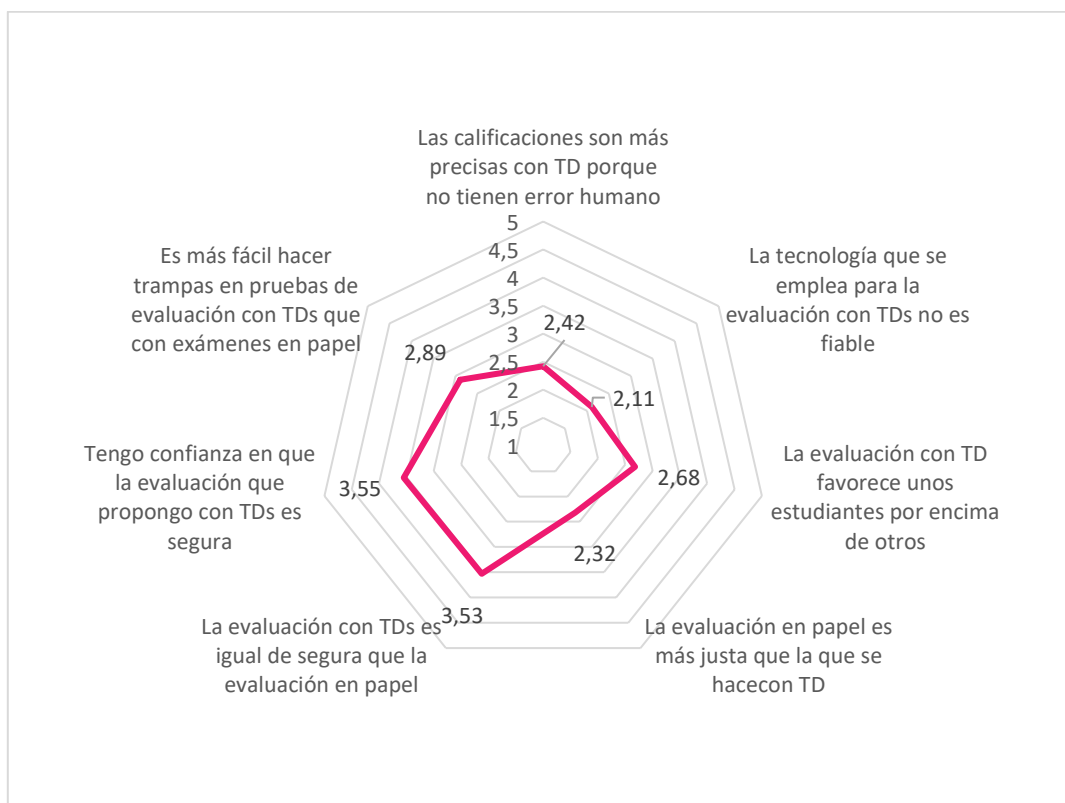 Las calificaciones son más
precisas con TD porque
no tienen error humano
5
4,5
4
3,5
3
2,5
2
1,5
1
La tecnología que se
emplea para la
evaluación con TDs no es
fiable
La evaluación con TD
favorece unos
estudiantes por encima
de otros
La evaluación en papel es
más justa que la que se
hacecon TD
La evaluación con TDs es
igual de segura que la
evaluación en papel
Tengo confianza en que
la evaluación que
propongo con TDs es
segura
Es más fácil hacer
trampas en pruebas de
evaluación con TDs que
con exámenes en papel
2,42
2,11
2,68
2,32
3,53
3,55
2,89